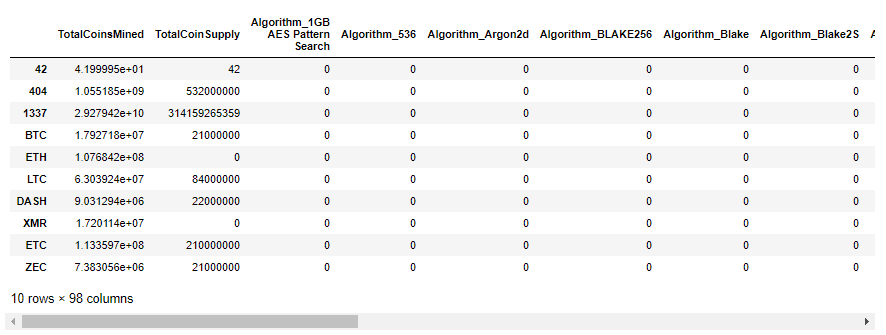 TotalCoinsMined TotalCoinSupply Algorithm_1GB AES Pattern Search Algorithm_536 Algorithm_Argon2d Algorithm_BLAKE256 Algorithm_Blake Algorithm_Blake2S
42 4.199995e+01 42 0 0 0 0 0 0
404 1.055185e+09 532000000 0 0 0 0 0 0
1337 2.927942e+10 314159265359 0 0 0 0 0 0
BTC 1.792718e+07 21000000 0 0 0 0 0 0
ETH 1.076842e+08 0 0 0 0 0 0 0
LTC 6.303924e+07 84000000 0 0 0 0 0 0
DASH 9.031294e+06 22000000 0 0 0 0 0 0
XMR 1.720114e+07 0 0 0 0 0 0 0
ETC 1.133597e+08 210000000 0 0 0 0 0 0
ZEC 7.383056e+06 21000000 0 0 0 0 0 0
10 rows × 98 columns